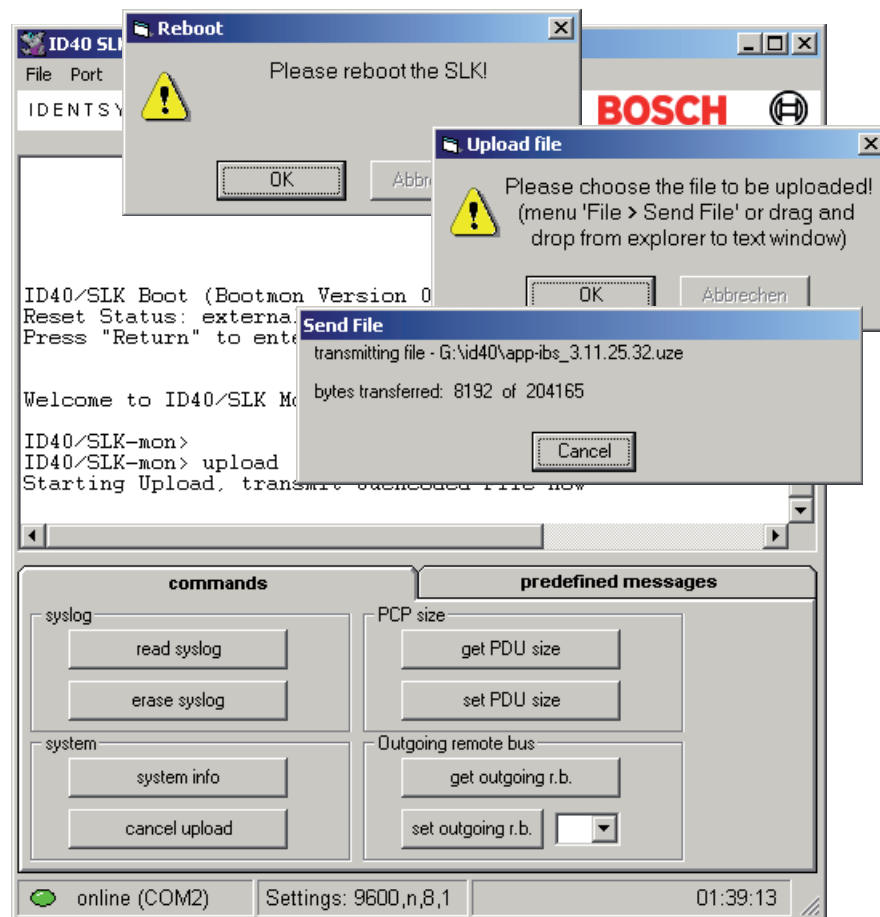 Reboot
Please reboot the SLK!
OK
ID40
File Port
IDENTSY
BOSCH
Upload file
Please choose the file to be uploaded!
(menu 'File > Send File' or drag and
drop from explorer to text window)
OK Abbrechen
ID40/SLK Boot (Bootmon Version 0
Reset Status:
Press "Return" to
Send File
transmitting file - G:\id40\app-ibs_3.11.25.32.uze
bytes transferred: 8192 of 204165
Cancel
Welcome to ID40/SLK
ID40/SLK-mon>
ID40/SLK-mon> upload
Starting Upload, transmit uuencoded file now
commands predefined messages
syslog
read syslog
erase syslog
PCP size
get PDU size
set PDU size
system
system info
cancel upload
Outgoing remote bus
get outgoing r.b.
set outgoing r.b.
online (COM2) Settings: 9600,n,8,1 01:39:13